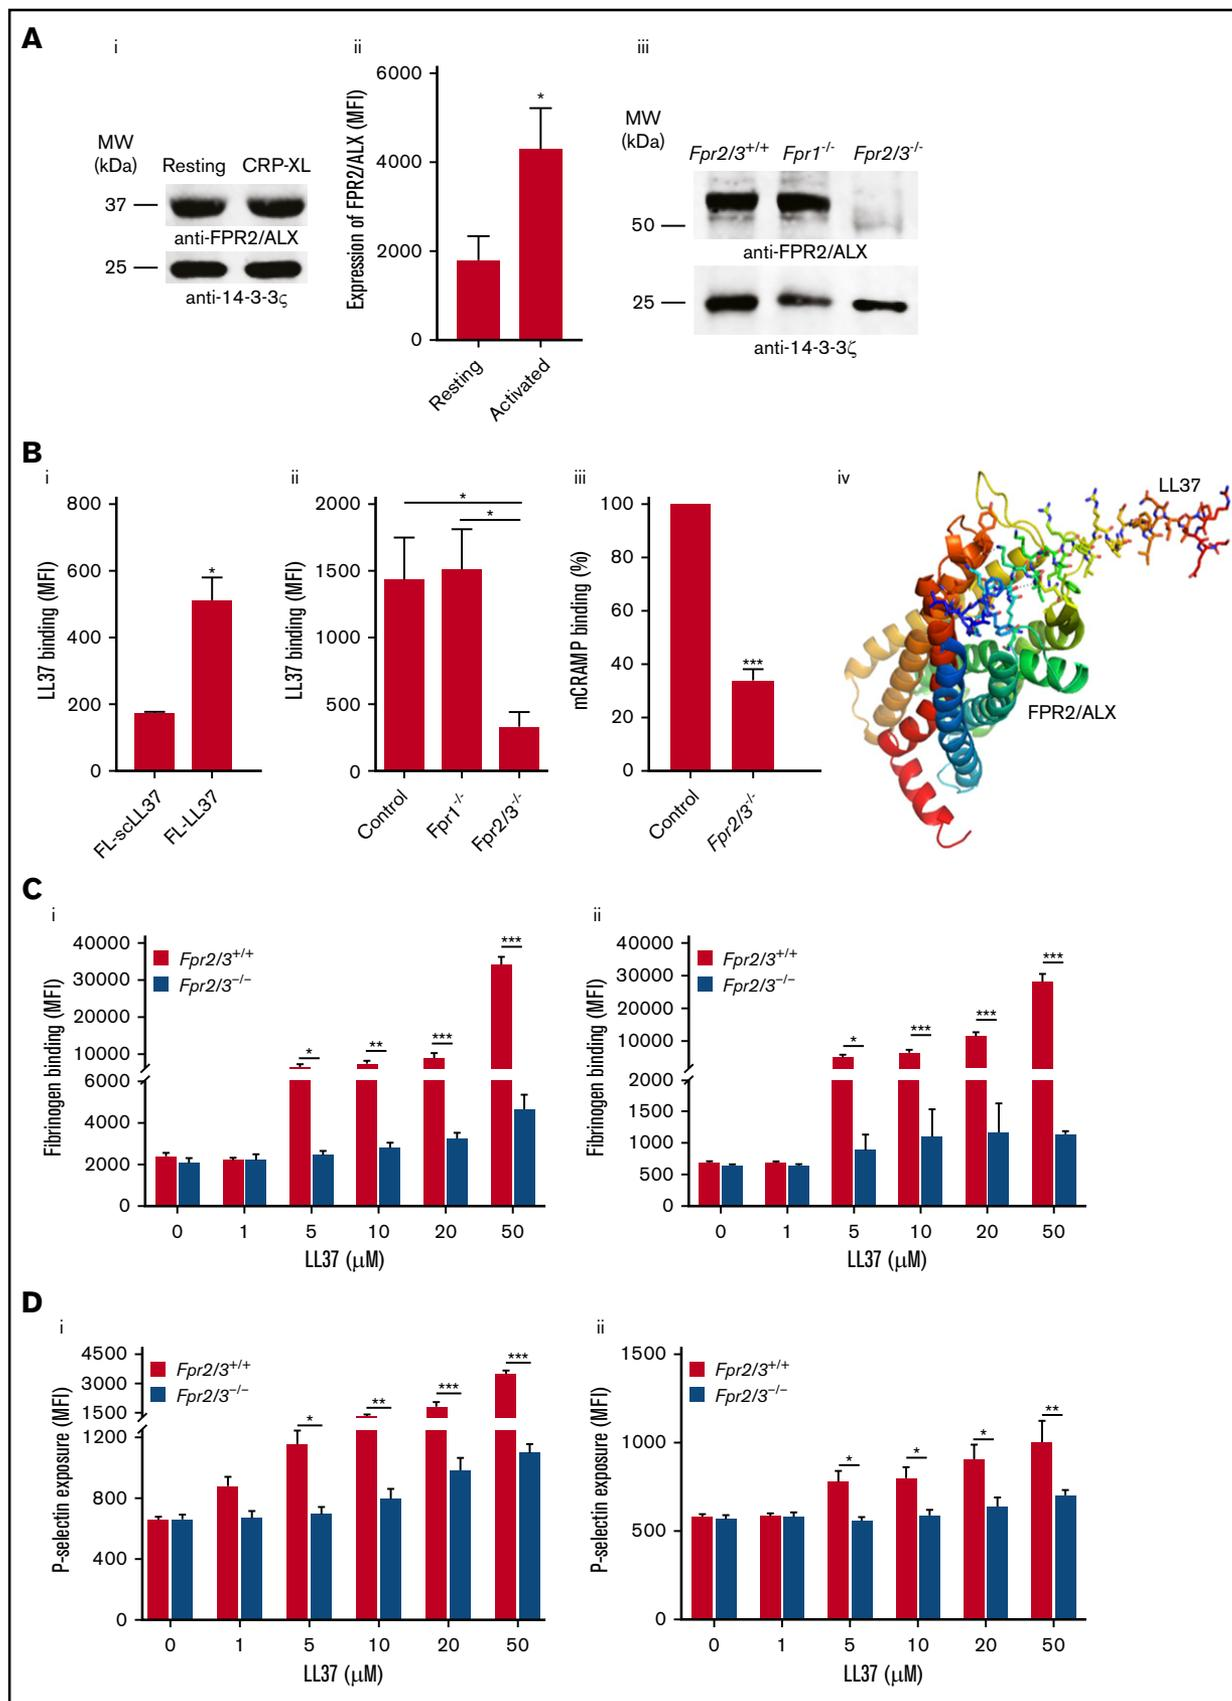 A
i
MW
(kDa)
Resting CRP-XL
37
anti-FPR2/ALX
25
anti-14-3-3ς
ii
Expression of FPR2/ALX (MFI)
6000
4000
2000
0
*
Resting
Activated
iii
MW
(kDa)
Fpr2/3+/+ Fpr1-/- Fpr2/3-/-
50
anti-FPR2/ALX
25
anti-14-3-3ζ
B
i
LL37 binding (MFI)
800
600
400
200
0
*
FL-scLL37
FL-LL37
ii
LL37 binding (MFI)
2000
1500
1000
500
0
*
*
Control
Fpr1-/-
Fpr2/3-/-
iii
mCRAMP binding (%)
100
80
60
40
20
0
***
Control
Fpr2/3-/-
iv
LL37
FPR2/ALX
C
i
Fibrinogen binding (MFI)
40000
30000
20000
10000
6000
4000
2000
0
Fpr2/3+/+
Fpr2/3−/−
* ** *** ***
0 1 5 10 20 50
LL37 (μM)
ii
Fibrinogen binding (MFI)
40000
30000
20000
10000
2000
1500
1000
500
0
Fpr2/3+/+
Fpr2/3−/−
* *** *** ***
0 1 5 10 20 50
LL37 (μM)
D
i
P-selectin exposure (MFI)
4500
3000
1500
1200
800
400
0
Fpr2/3+/+
Fpr2/3−/−
* ** *** ***
0 1 5 10 20 50
LL37 (μM)
ii
P-selectin exposure (MFI)
1500
1000
500
0
Fpr2/3+/+
Fpr2/3−/−
* * * **
0 1 5 10 20 50
LL37 (μM)